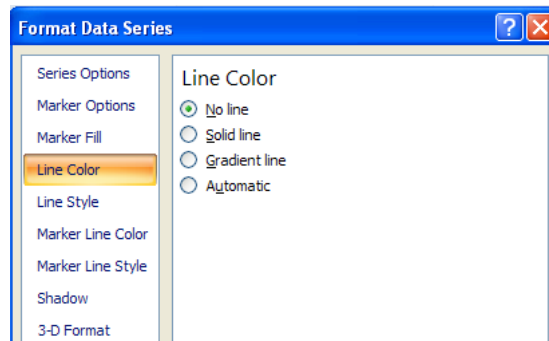 Format Data Series
Series Options
Marker Options
Marker Fill
Line Color
Line Style
Marker Line Color
Marker Line Style
Shadow
3-D Format
Line Color
No line
Solid line
Gradient line
Automatic